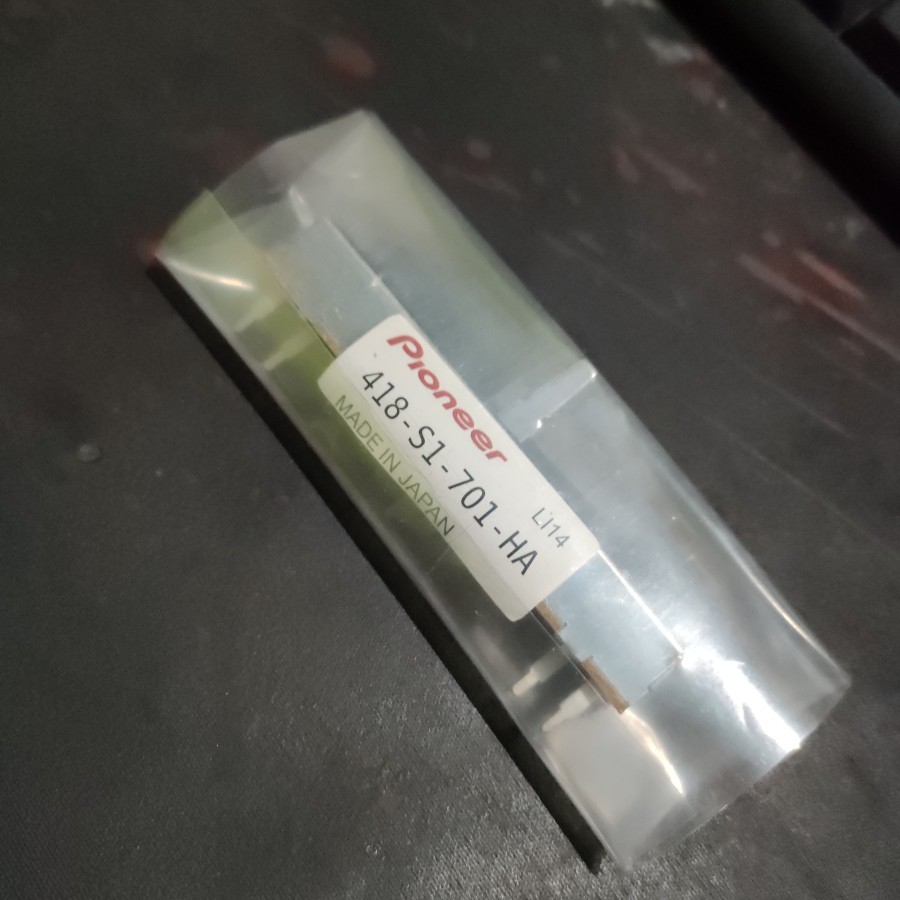 Pioneer
418-S1-701-HA
MADE IN JAPAN
Li14